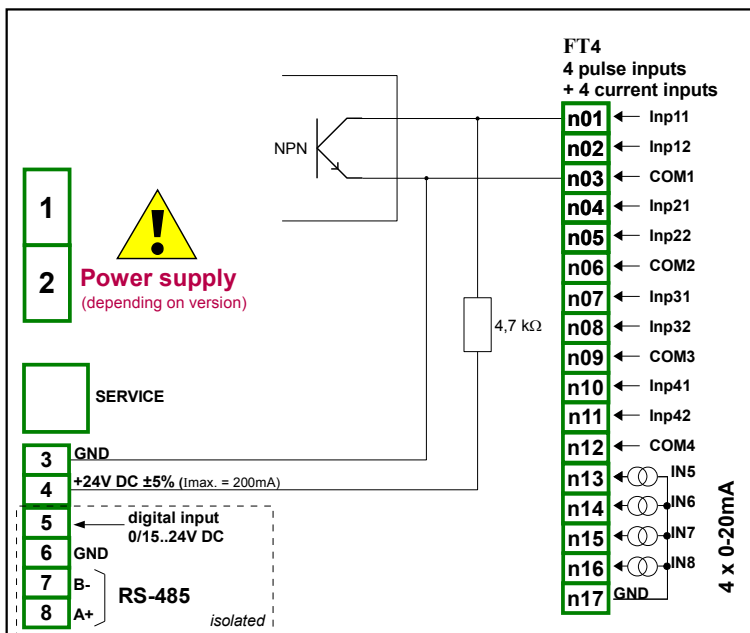 FT4
4 pulse inputs
+ 4 current inputs
NPN
n01 Inp11
n02 Inp12
n03 COM1
n04 Inp21
n05 Inp22
n06 COM2
n07 Inp31
n08 Inp32
n09 COM3
n10 Inp41
n11 Inp42
n12 COM4
n13 IN5
n14 IN6
n15 IN7
n16 IN8
n17 GND
4 x 0-20mA
1
2
!
Power supply
(depending on version)
4,7 kΩ
SERVICE
3 GND
4 +24V DC ±5% (Imax. = 200mA)
5 digital input
0/15..24V DC
6 GND
7 B-
8 A+
RS-485
isolated